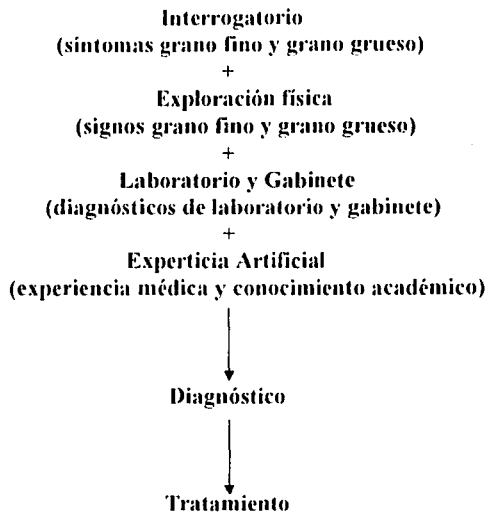 Interrogatorio
(síntomas grano fino y grano grueso)
+
Exploración física
(signos grano fino y grano grueso)
+
Laboratorio y Gabinete
(diagnósticos de laboratorio y gabinete)
+
Experticia Artificial
(experiencia médica y conocimiento académico)
Diagnóstico
Tratamiento